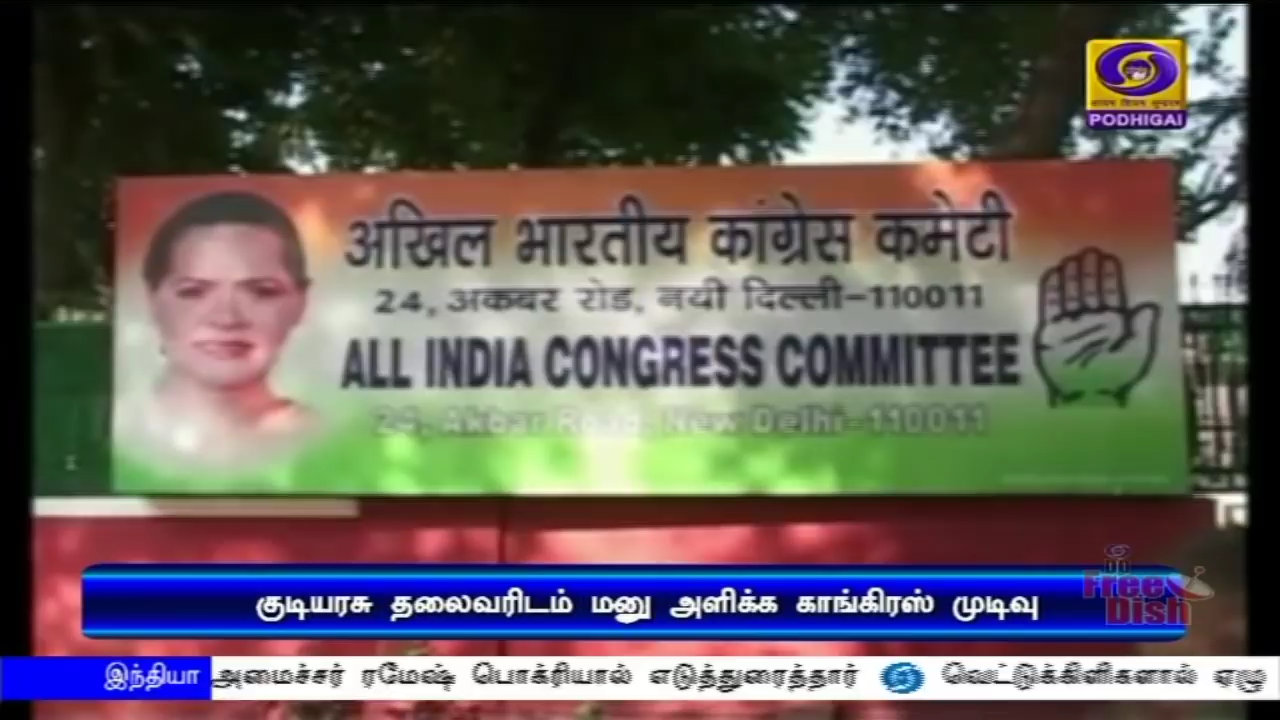 PODHIGAI
अखिल भारतीय कांग्रेस कमेटी
24, अकबर रोड, नयी दिल्ली-110011
ALL INDIA CONGRESS COMMITTEE
24, Akbar Road, New Delhi-110011
குடியரசு தலைவரிடம் மனு அளிக்க காங்கிரஸ் முடிவு
DD Free Dish
இந்தியா அமைச்சர் ரமேஷ் பொக்ரியால் எடுத்துரைத்தார் வெட்டுக்கிளிகளால் ஏழு